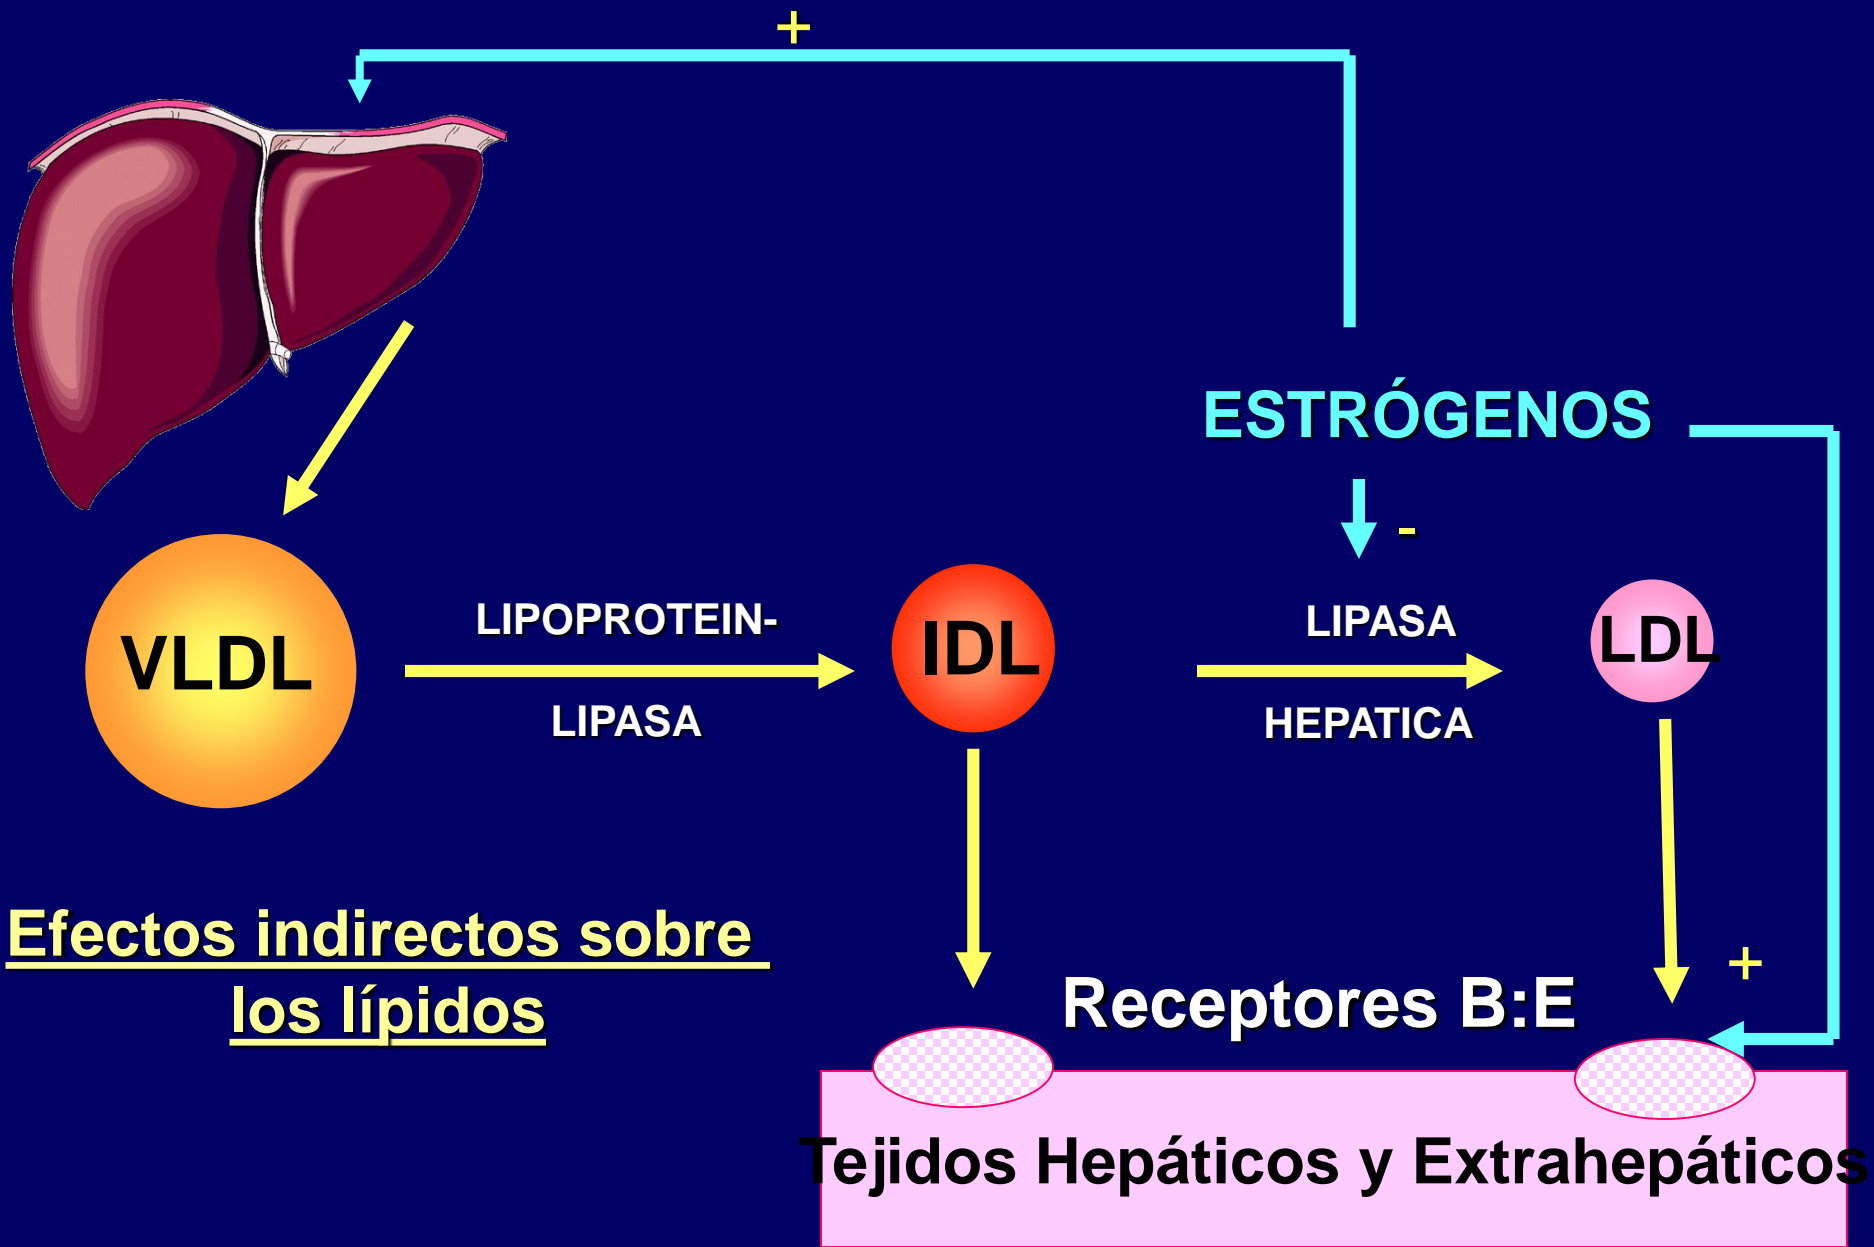 +
ESTRÓGENOS
-
LIPOPROTEIN-
LIPASA
LIPASA
HEPATICA
VLDL
IDL
LDL
Efectos indirectos sobre
los lípidos
+
Receptores B:E
Tejidos Hepáticos y Extrahepáticos